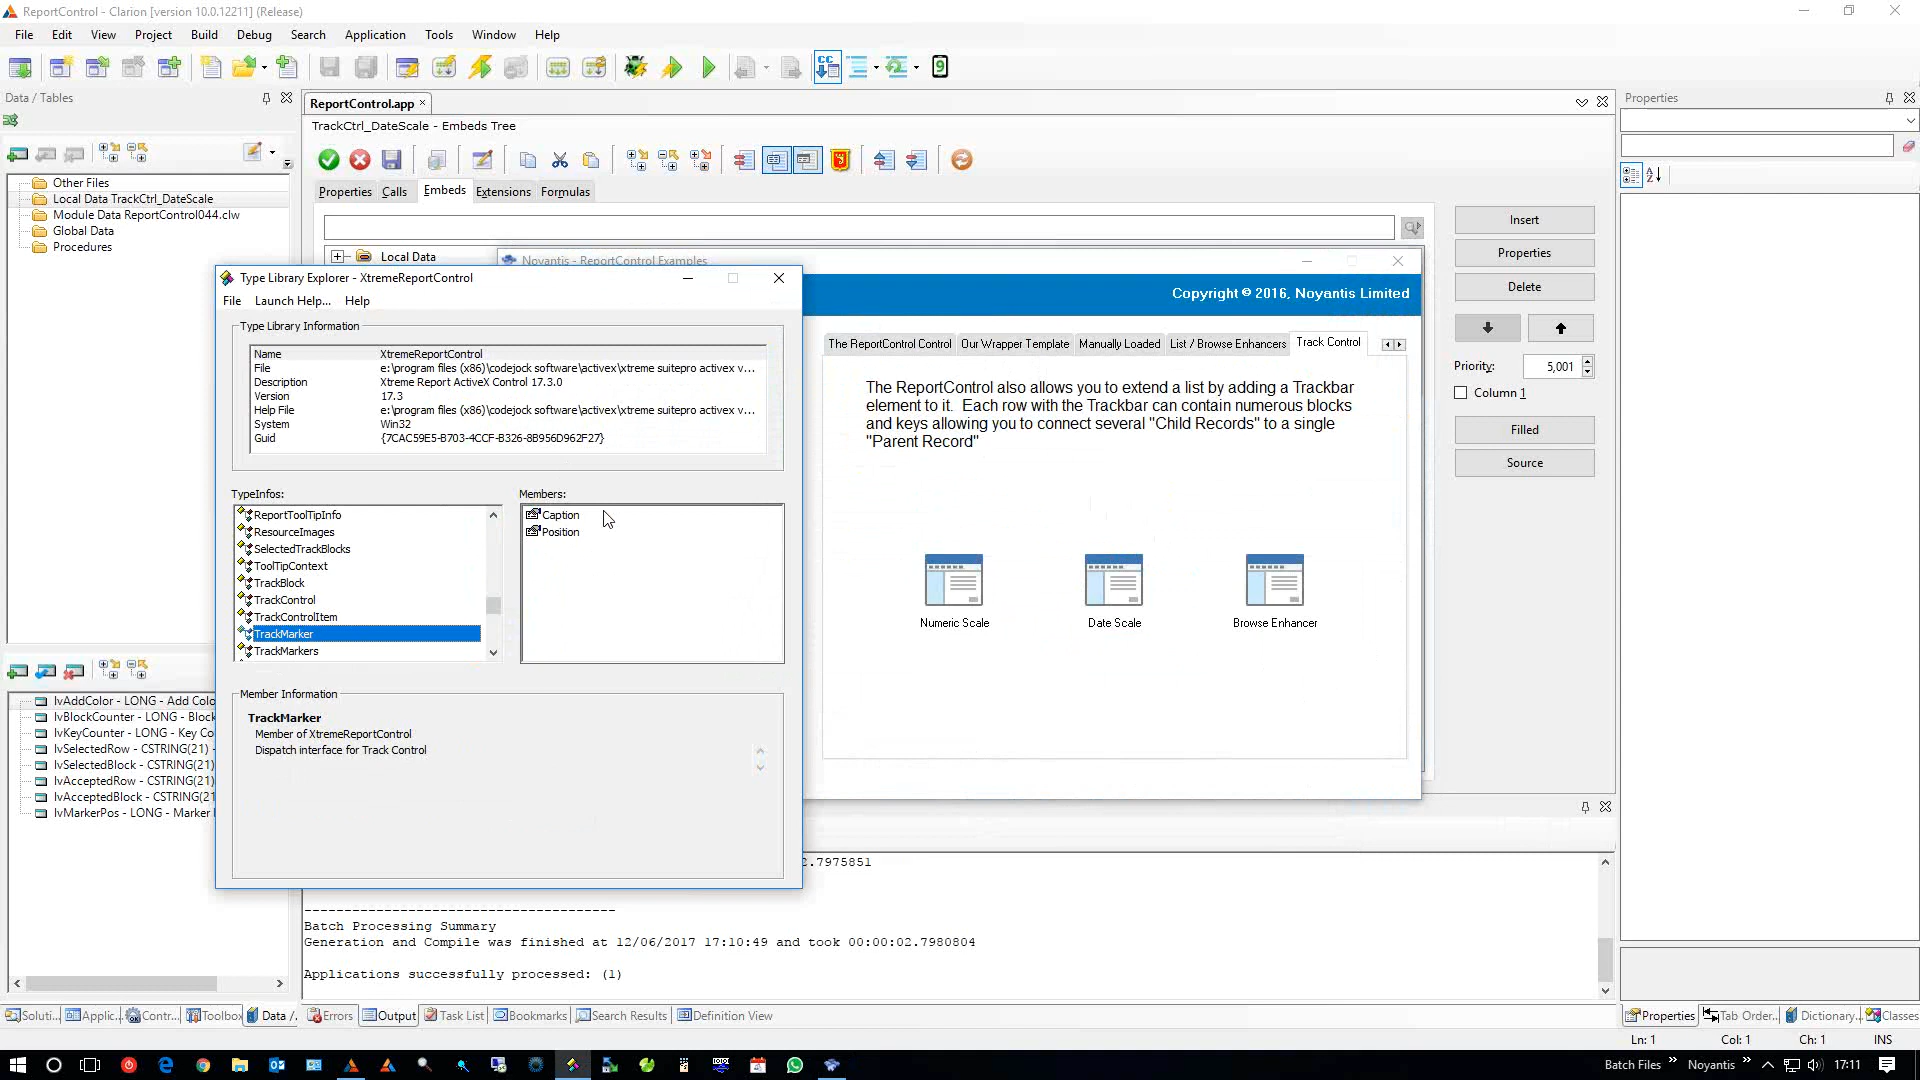 ReportControl - Clarion [version 10.0.12211] (Release)
File Edit View Project Build Debug Search Application Tools Window Help
Data / Tables
ReportControl.app
Properties
TrackCtrl_DateScale - Embeds Tree
Properties Calls Embeds Extensions Formulas
Other Files
Local Data TrackCtrl_DateScale
Module Data ReportControl044.clw
Global Data
Procedures
Local Data
Insert
Properties
Delete
Priority: 5,001
Column 1
Filled
Source
Noyantis - ReportControl Examples
Copyright © 2016, Noyantis Limited
The ReportControl Control Our Wrapper Template Manually Loaded List / Browse Enhancers Track Control
The ReportControl also allows you to extend a list by adding a Trackbar
element to it. Each row with the Trackbar can contain numerous blocks
and keys allowing you to connect several "Child Records" to a single
"Parent Record"
Numeric Scale Date Scale Browse Enhancer
Type Library Explorer - XtremeReportControl
File Launch Help... Help
Type Library Information
Name XtremeReportControl
File e:\program files (x86)\codejock software\activex\xtreme suitepro activex v...
Description Xtreme Report ActiveX Control 17.3.0
Version 17.3
Help File e:\program files (x86)\codejock software\activex\xtreme suitepro activex v...
System Win32
Guid {7CAC59E5-B703-4CCF-B326-8B956D962F27}
TypeInfos: Members:
ReportToolTipInfo
ResourceImages
SelectedTrackBlocks
ToolTipContext
TrackBlock
TrackControl
TrackControlItem
TrackMarker
TrackMarkers
Caption
Position
Member Information
TrackMarker
Member of XtremeReportControl
Dispatch interface for Track Control
lvAddColor - LONG - Add Colo
lvBlockCounter - LONG - Block
lvKeyCounter - LONG - Key Co
lvSelectedRow - CSTRING(21) -
lvSelectedBlock - CSTRING(21)
lvAcceptedRow - CSTRING(21)
lvAcceptedBlock - CSTRING(21
lvMarkerPos - LONG - Marker
2.7975851
---------------------------------------
Batch Processing Summary
Generation and Compile was finished at 12/06/2017 17:10:49 and took 00:00:02.7980804
Applications successfully processed: (1)
Soluti... Applic... Contr... Toolbox Data /. Errors Output Task List Bookmarks Search Results Definition View Properties Tab Order.. Dictionary.. Classes
Ln: 1 Col: 1 Ch: 1 INS
Batch Files Noyantis 17:11